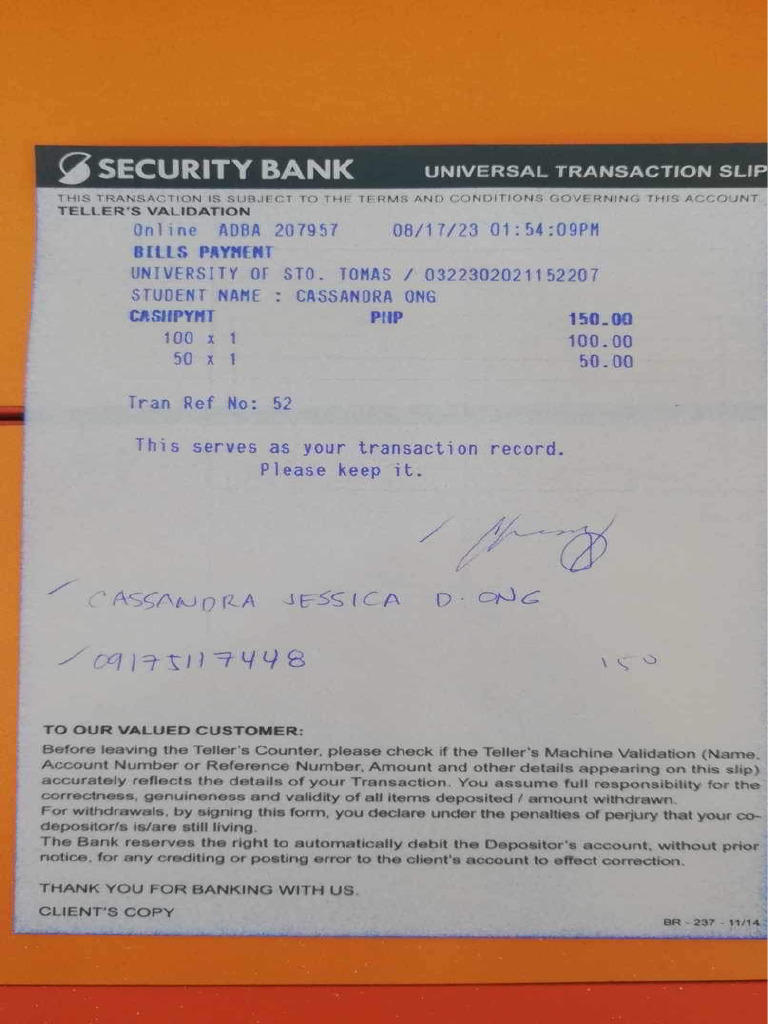 SECURITY BANK UNIVERSAL TRANSACTION SLIP
THIS TRANSACTION IS SUBJECT TO THE TERMS AND CONDITIONS GOVERNING THIS ACCOUNT
TELLER'S VALIDATION
Online ADBA 207957 08/17/23 01:54:09PM
BILLS PAYMENT
UNIVERSITY OF STO. TOMAS / 0322302021152207
STUDENT NAME : CASSANDRA ONG
CASHPYMT PHP 150.00
100 x 1 100.00
50 x 1 50.00
Tran Ref No: 52
This serves as your transaction record.
Please keep it.
CASSANDRA JESSICA D. ONG
09175117448 150
TO OUR VALUED CUSTOMER:
Before leaving the Teller's Counter, please check if the Teller's Machine Validation (Name,
Account Number or Reference Number, Amount and other details appearing on this slip)
accurately reflects the details of your Transaction. You assume full responsibility for the
correctness, genuineness and validity of all items deposited / amount withdrawn.
For withdrawals, by signing this form, you declare under the penalties of perjury that your co-
depositor/s is/are still living.
The Bank reserves the right to automatically debit the Depositor's account, without prior
notice, for any crediting or posting error to the client's account to effect correction.
THANK YOU FOR BANKING WITH US.
CLIENT'S COPY
BR - 237 - 11/14